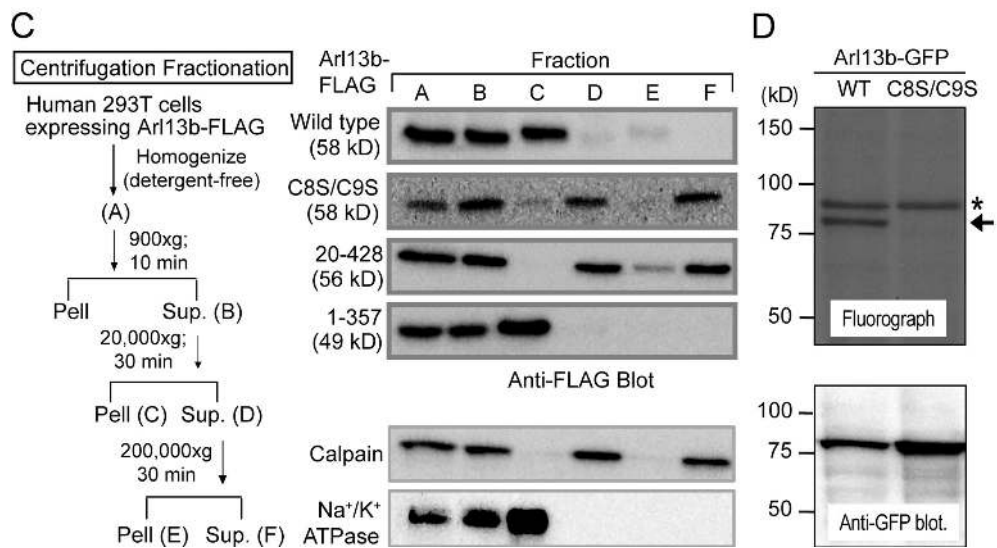 C
Centrifugation Fractionation
Human 293T cells
expressing Arl13b-FLAG
Homogenize
(detergent-free)
(A)
900xg;
10 min
Pell Sup. (B)
20,000xg;
30 min
Pell (C) Sup. (D)
200,000xg
30 min
Pell (E) Sup. (F)
Arl13b-
FLAG
Fraction
A B C D E F
Wild type
(58 kD)
C8S/C9S
(58 kD)
20-428
(56 kD)
1-357
(49 kD)
Anti-FLAG Blot
Calpain
Na⁺/K⁺
ATPase
D
Arl13b-GFP
(kD) WT C8S/C9S
150
100
*
75
50
Fluorograph
100
75
50
Anti-GFP blot.